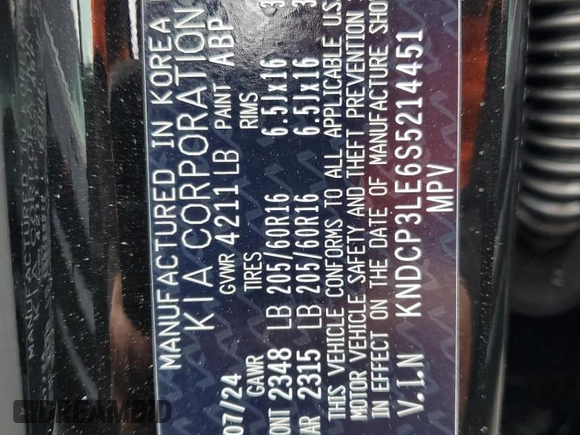 MANUFACTURED IN KOREA
KIA CORPORATION
07/24 GVWR 4211 LB PAINT ABP
GAWR TIRES RIMS
ONT 2348 LB 205/60R16 6.5Jx16
AR 2315 LB 205/60R16 6.5Jx16
THIS VEHICLE CONFORMS TO ALL APPLICABLE U.S
MOTOR VEHICLE SAFETY AND THEFT PREVENTION
IN EFFECT ON THE DATE OF MANUFACTURE SHO
V.I.N KNDCP3LE6S5214451
MPV
DREAMBID